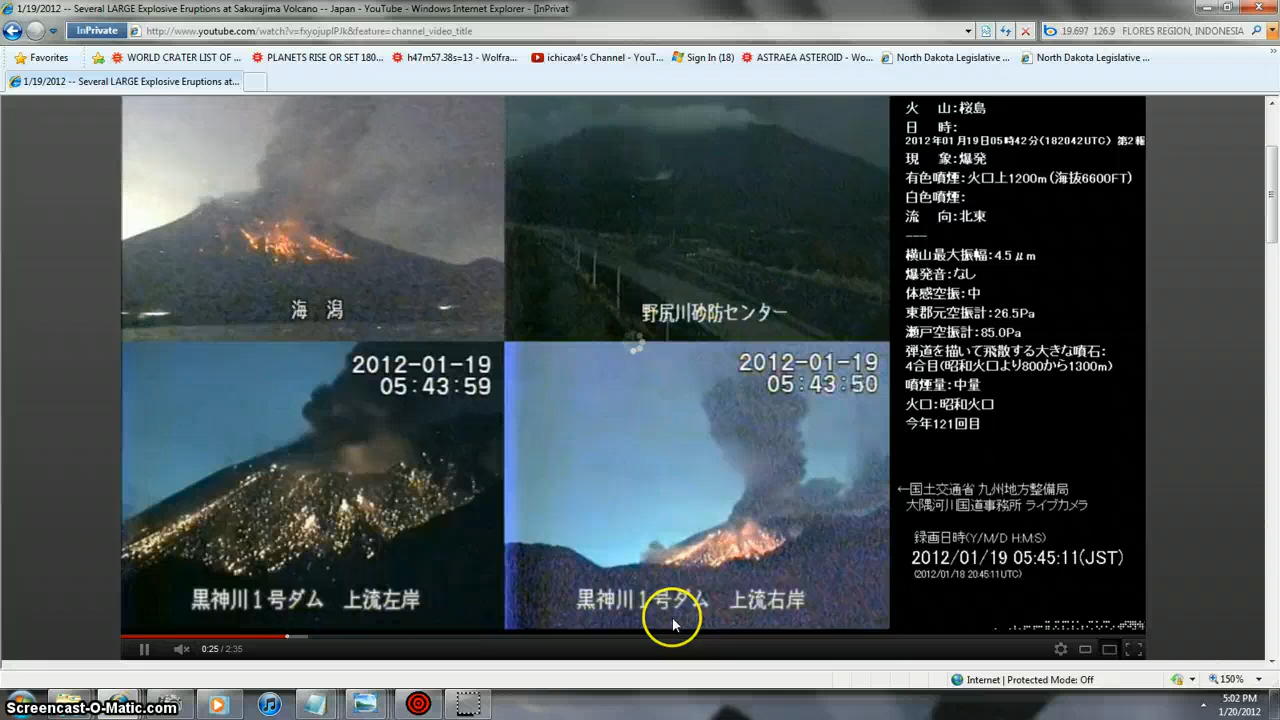 1/19/2012 -- Several LARGE Explosive Eruptions at Sakurajima Volcano -- Japan - YouTube - Windows Internet Explorer - [InPrivat
InPrivate
http://www.youtube.com/watch?v=fxyojuplPJk&feature=channel_video_title
19.697 126.9 FLORES REGION, INDONESIA
Favorites
WORLD CRATER LIST OF G...
PLANETS RISE OR SET 180...
h47m57.38s=13 - Wolfra...
ichicax4's Channel - YouT...
Sign In (18)
ASTRAEA ASTEROID - Wo...
North Dakota Legislative ...
North Dakota Legislative ...
1/19/2012 -- Several LARGE Explosive Eruptions at...
火 山:桜島
日 時:
2012年01月19日05時42分(182042UTC) 第2報
現 象:爆発
有色噴煙:火口上1200m(海抜6600FT)
白色噴煙:
流 向:北東
---
横山最大振幅:4.5μm
爆発音:なし
体感空振:中
東郡元空振計:26.5Pa
瀬戸空振計:85.0Pa
弾道を描いて飛散する大きな噴石:
4合目(昭和火口より800から1300m)
噴煙量:中量
火口:昭和火口
今年121回目
海 潟
野尻川砂防センター
2012-01-19
05:43:59
2012-01-19
05:43:50
黒神川1号ダム 上流左岸
黒神川1号ダム 上流右岸
←国土交通省 九州地方整備局
大隅河川国道事務所 ライブカメラ
録画日時(Y/M/D H:M:S)
2012/01/19 05:45:11(JST)
(2012/01/18 20:45:11UTC)
0:25 / 2:35
Internet | Protected Mode: Off
150%
Screencast-O-Matic.com
5:02 PM
1/20/2012